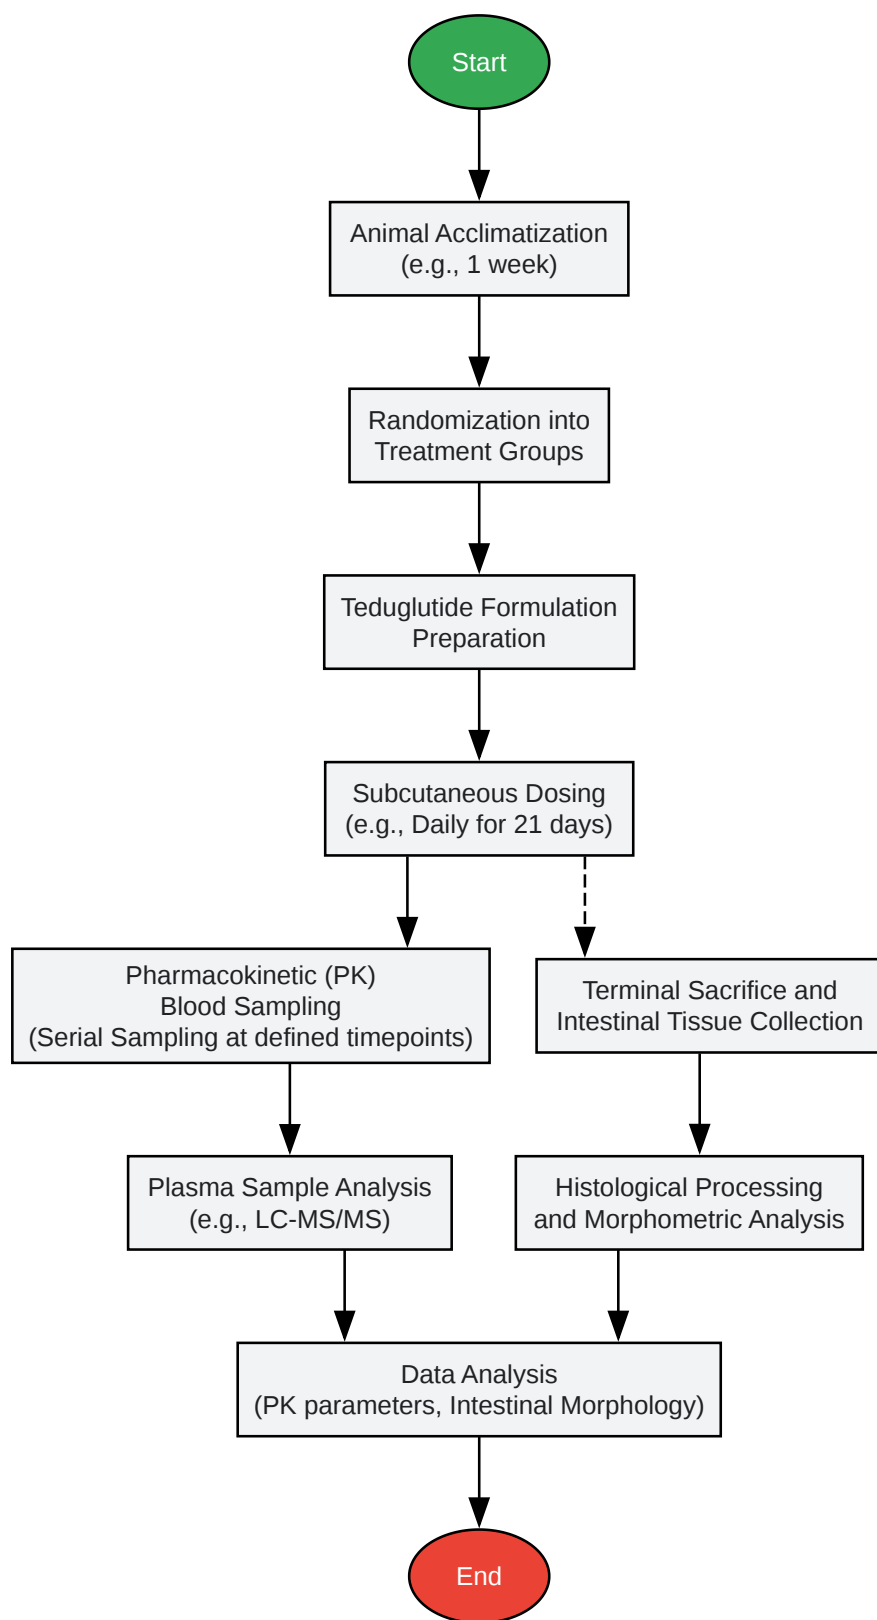 Start
Animal Acclimatization
(e.g., 1 week)
Randomization into
Treatment Groups
Teduglutide Formulation
Preparation
Subcutaneous Dosing
(e.g., Daily for 21 days)
Pharmacokinetic (PK)
Blood Sampling
(Serial Sampling at defined timepoints)
Terminal Sacrifice and
Intestinal Tissue Collection
Plasma Sample Analysis
(e.g., LC-MS/MS)
Histological Processing
and Morphometric Analysis
Data Analysis
(PK parameters, Intestinal Morphology)
End